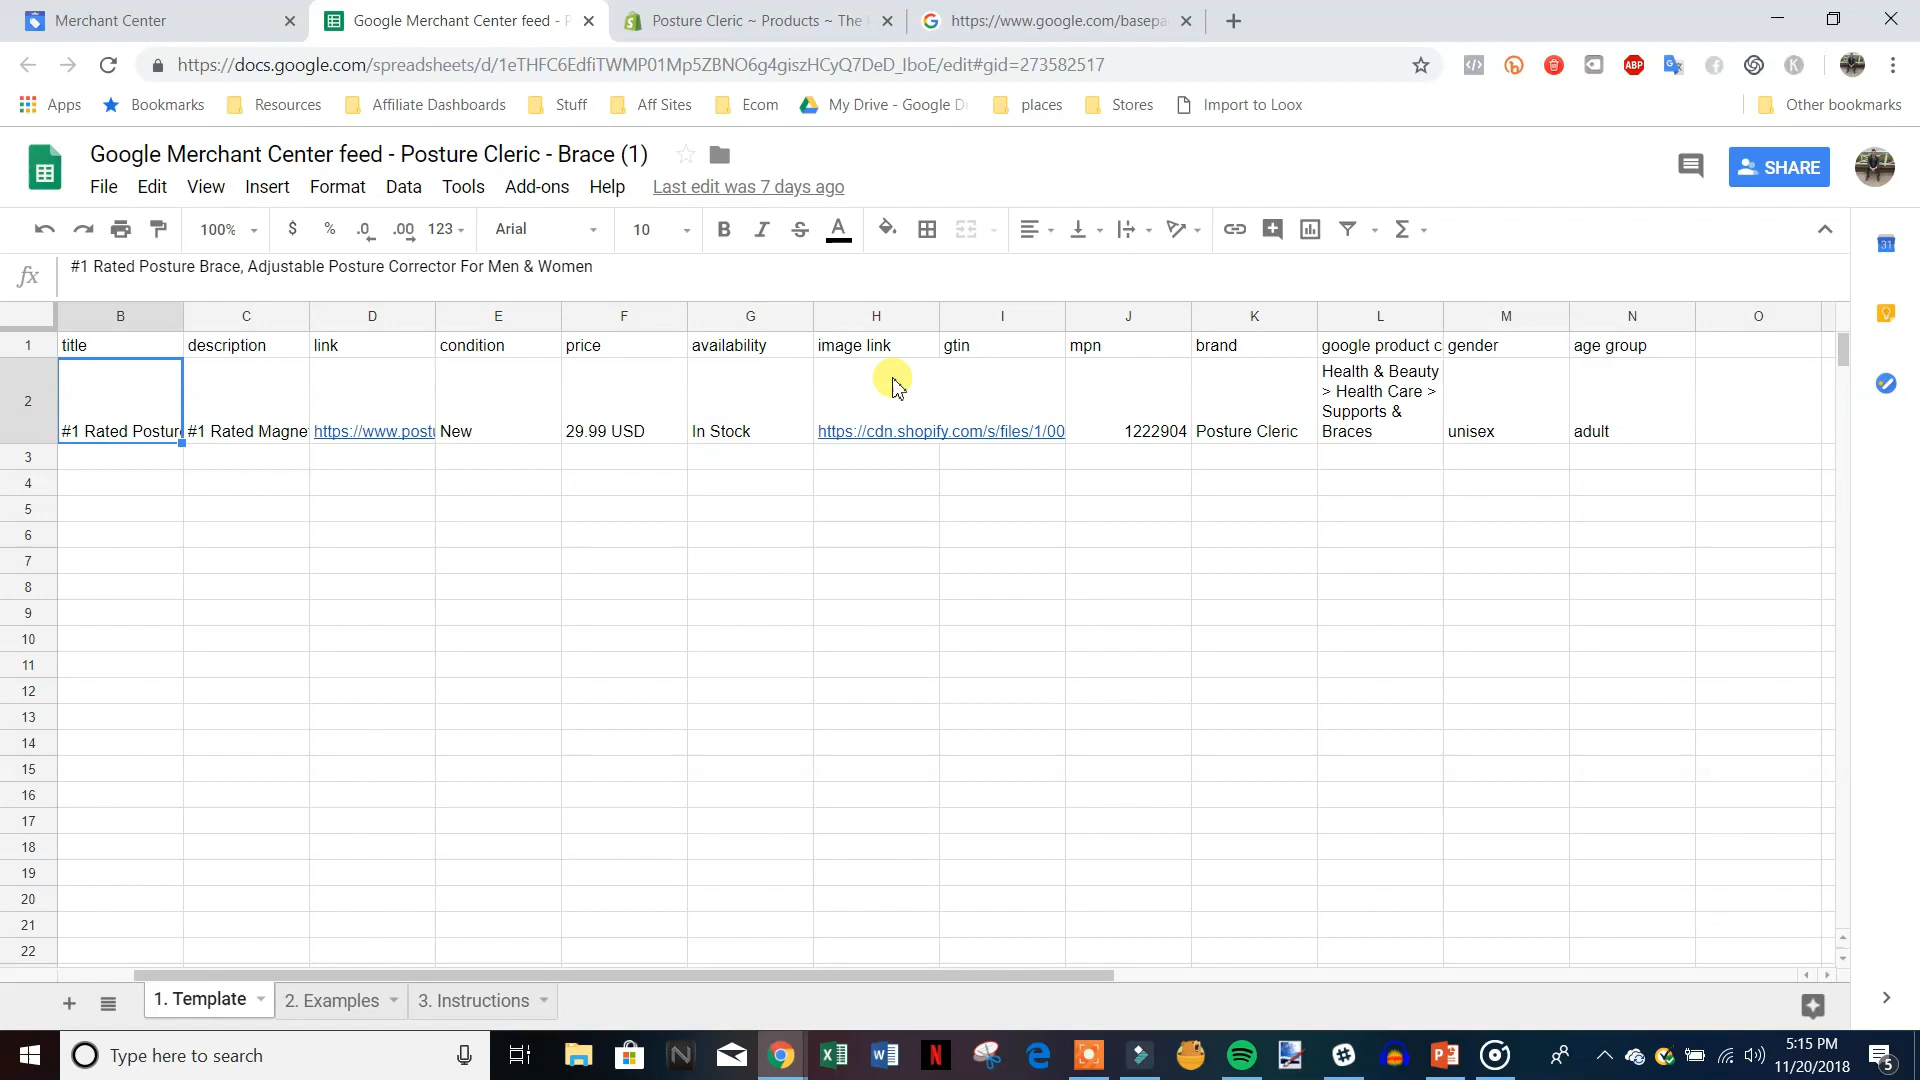 Merchant Center
Google Merchant Center feed - P
Posture Cleric ~ Products ~ The
https://www.google.com/basepa
https://docs.google.com/spreadsheets/d/1eTHFC6EdfiTWMP01Mp5ZBNO6g4giszHCyQ7DeD_IboE/edit#gid=273582517
ABP
Apps
Bookmarks
Resources
Affiliate Dashboards
Stuff
Aff Sites
Ecom
My Drive - Google D
places
Stores
Import to Loox
Other bookmarks
Google Merchant Center feed - Posture Cleric - Brace (1)
SHARE
File Edit View Insert Format Data Tools Add-ons Help Last edit was 7 days ago
100% $ % .0 .00 123 Arial 10 B I S A
fx #1 Rated Posture Brace, Adjustable Posture Corrector For Men & Women
B C D E F G H I J K L M N O
1 title description link condition price availability image link gtin mpn brand google product c gender age group
2 #1 Rated Postur #1 Rated Magne https://www.post New 29.99 USD In Stock https://cdn.shopify.com/s/files/1/00 1222904 Posture Cleric
Health & Beauty
> Health Care >
Supports &
Braces
unisex adult
3
4
5
6
7
8
9
10
11
12
13
14
15
16
17
18
19
20
21
22
31
1. Template 2. Examples 3. Instructions
Type here to search
5:15 PM
11/20/2018
5